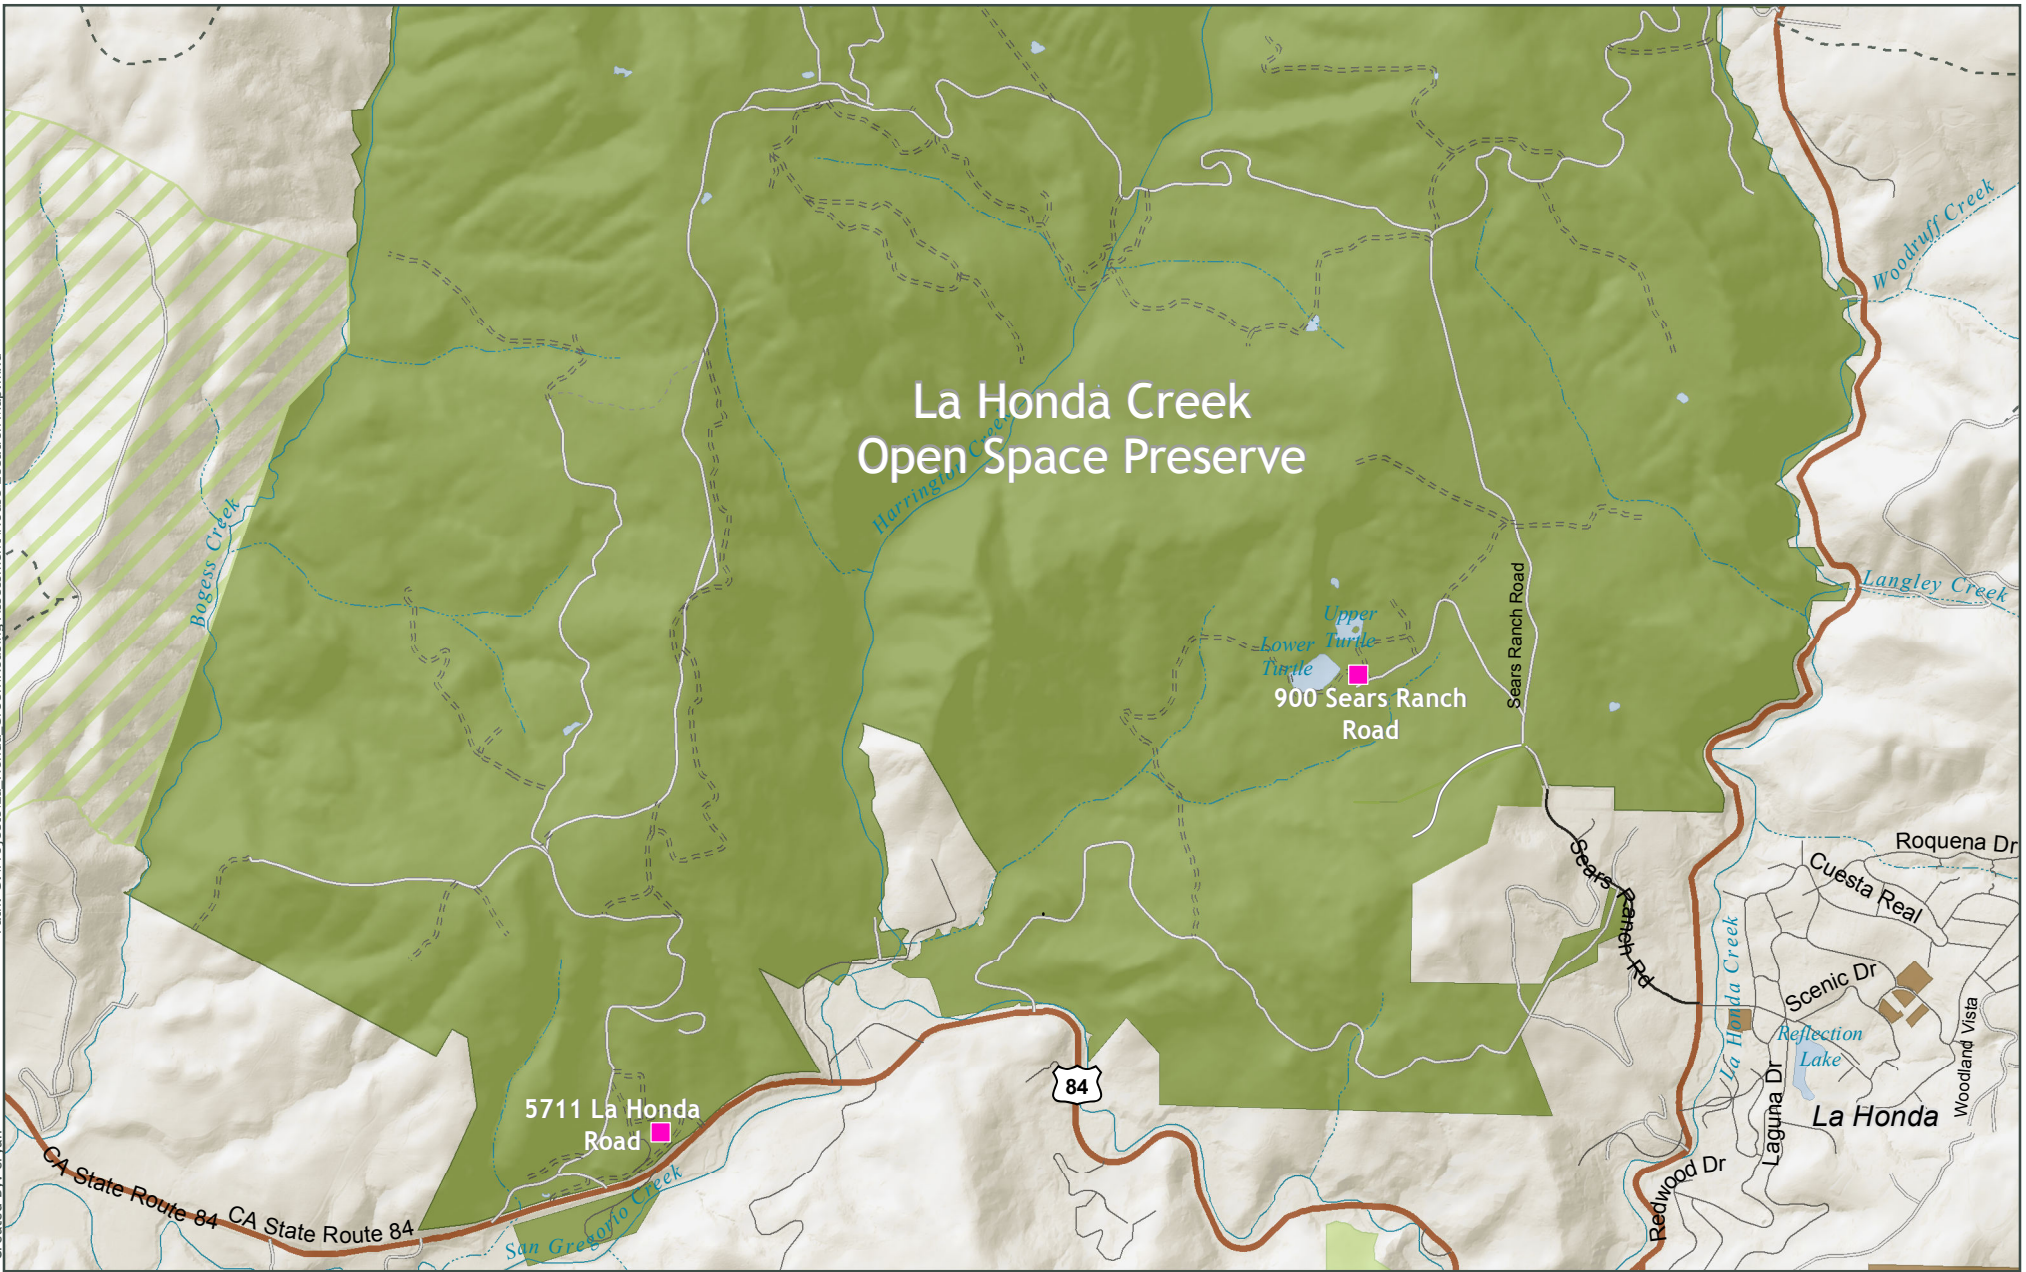 Woodruff Creek
La Honda Creek
Open Space Preserve
Harrington Creek
Bogess Creek
Langley Creek
Sears Ranch Road
Upper
Turtle
Lower
Turtle
900 Sears Ranch
Road
Sears Ranch Rd
Roquena Dr
Cuesta Real
La Honda Creek
Scenic Dr
Reflection
Lake
Woodland Vista
Laguna Dr
La Honda
84
5711 La Honda
Road
CA State Route 84
CA State Route 84
San Gregorio Creek
Redwood Dr